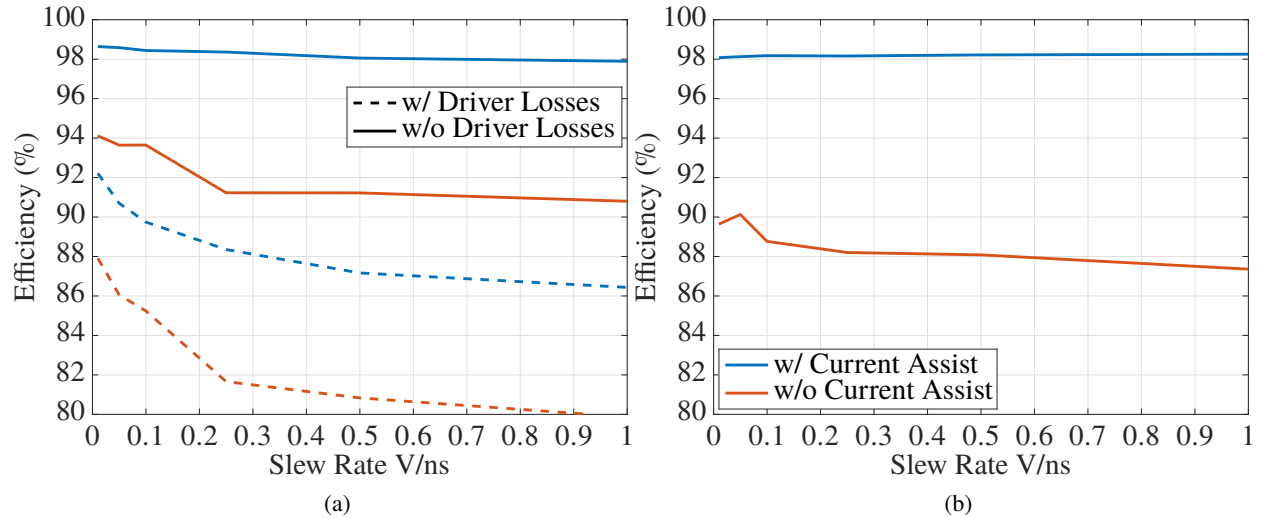 100
98
96
94
92
90
88
86
84
82
80
Efficiency (%)
w/ Driver Losses
w/o Driver Losses
0 0.1 0.2 0.3 0.4 0.5 0.6 0.7 0.8 0.9 1
Slew Rate V/ns
(a)
100
98
96
94
92
90
88
86
84
82
80
Efficiency (%)
w/ Current Assist
w/o Current Assist
0 0.1 0.2 0.3 0.4 0.5 0.6 0.7 0.8 0.9 1
Slew Rate V/ns
(b)